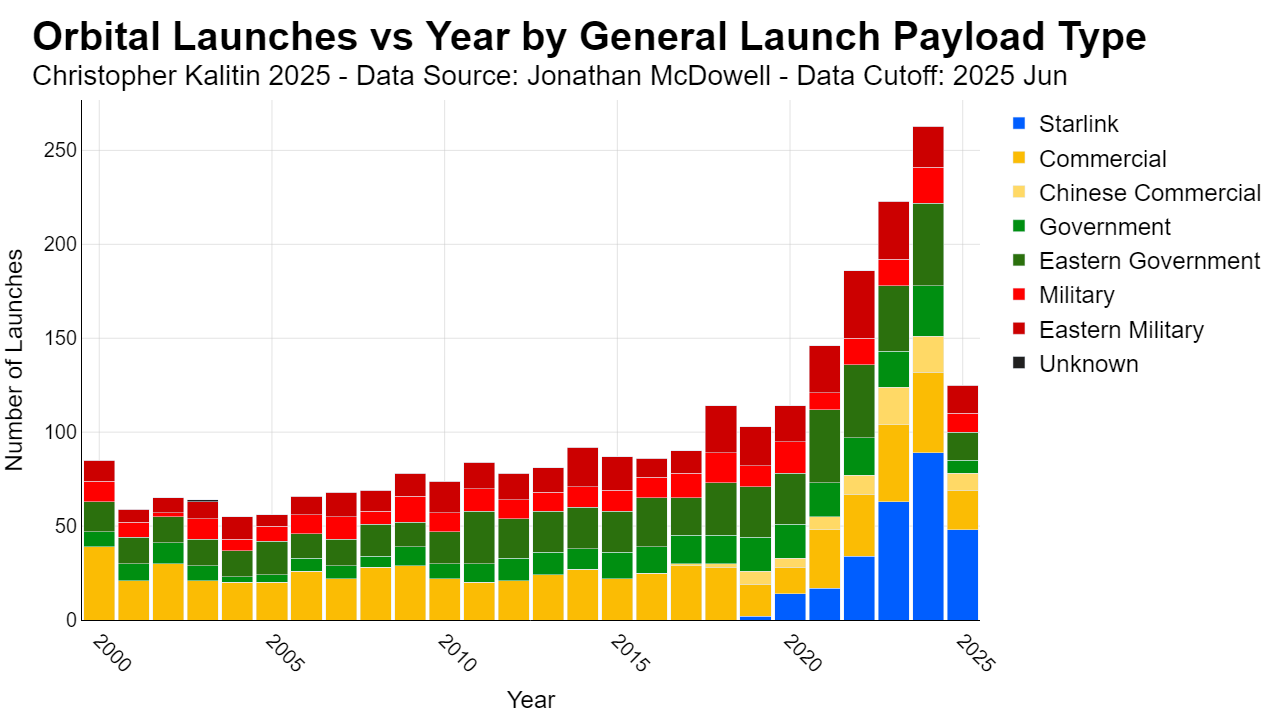 Orbital Launches vs Year by General Launch Payload Type
Christopher Kalitin 2025 - Data Source: Jonathan McDowell - Data Cutoff: 2025 Jun
Number of Launches
250
200
150
100
50
0
2000
2005
2010
2015
2020
2025
Year
Starlink
Commercial
Chinese Commercial
Government
Eastern Government
Military
Eastern Military
Unknown